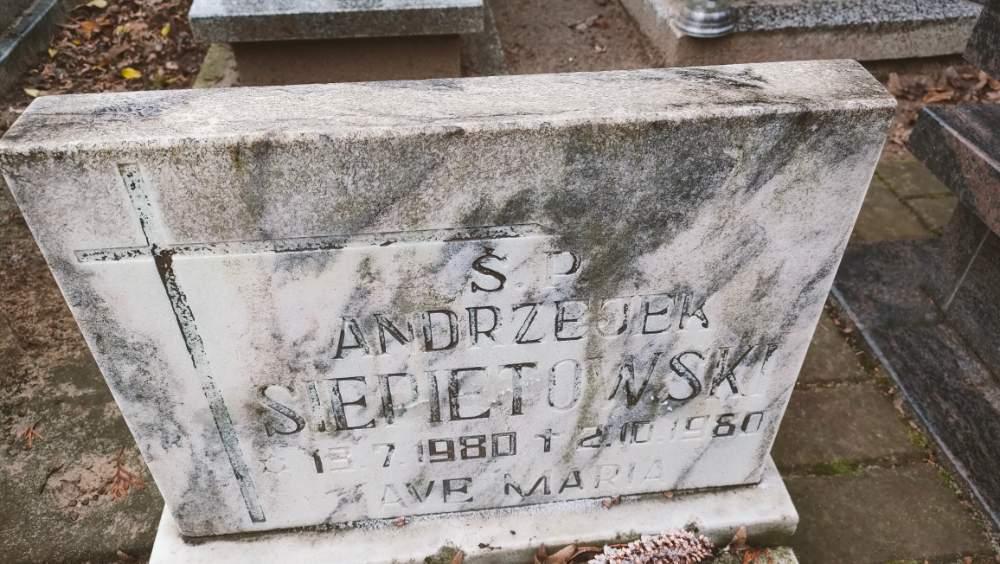 Ś.P.
ANDRZEJEK
SIEPIETOWSKI
* 13.7.1980 † 2.10.1980
AVE MARIA